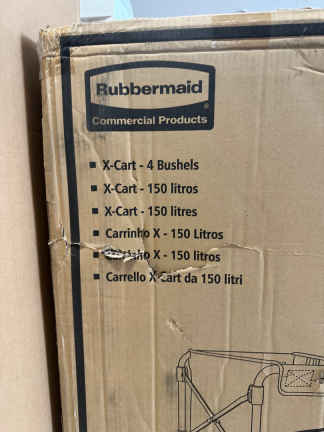 Rubbermaid
®
Commercial Products
X-Cart - 4 Bushels
X-Cart - 150 litros
X-Cart - 150 litres
Carrinho X - 150 Litros
X - 150 litros
Carrello X-Cart da 150 litri